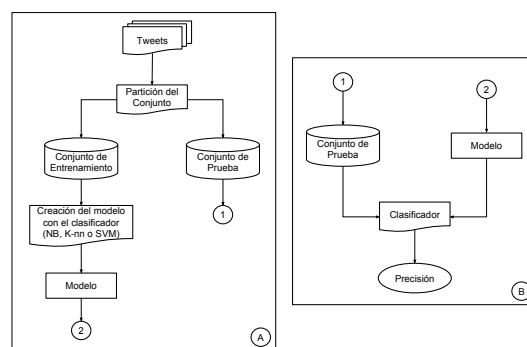 Tweets
Partición del
Conjunto
Conjunto de
Entrenamiento
Conjunto de
Prueba
Creación del modelo
con el clasificador
(NB, K-nn o SVM)
1
Modelo
2
A
1
2
Conjunto de
Prueba
Modelo
Clasificador
Precisión
B